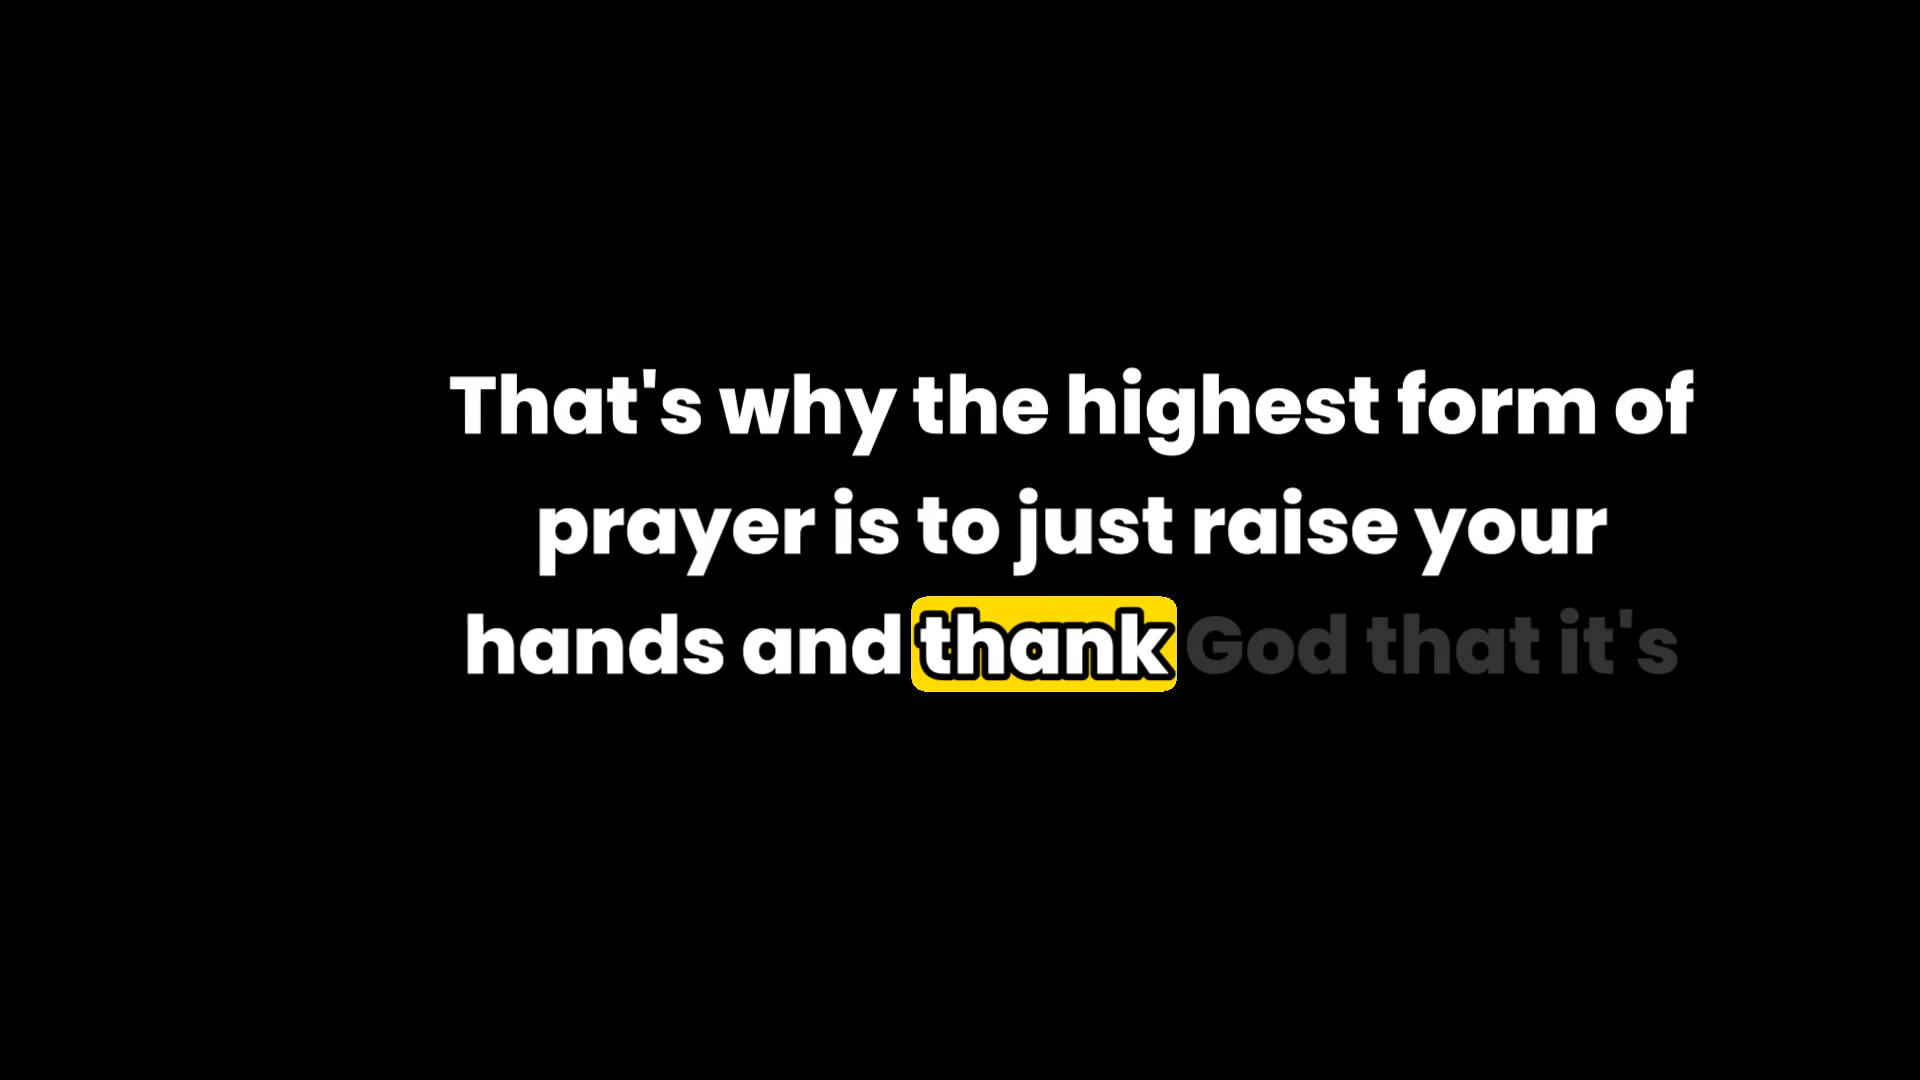 That's why the highest form of
prayer is to just raise your
hands and thank God that it's